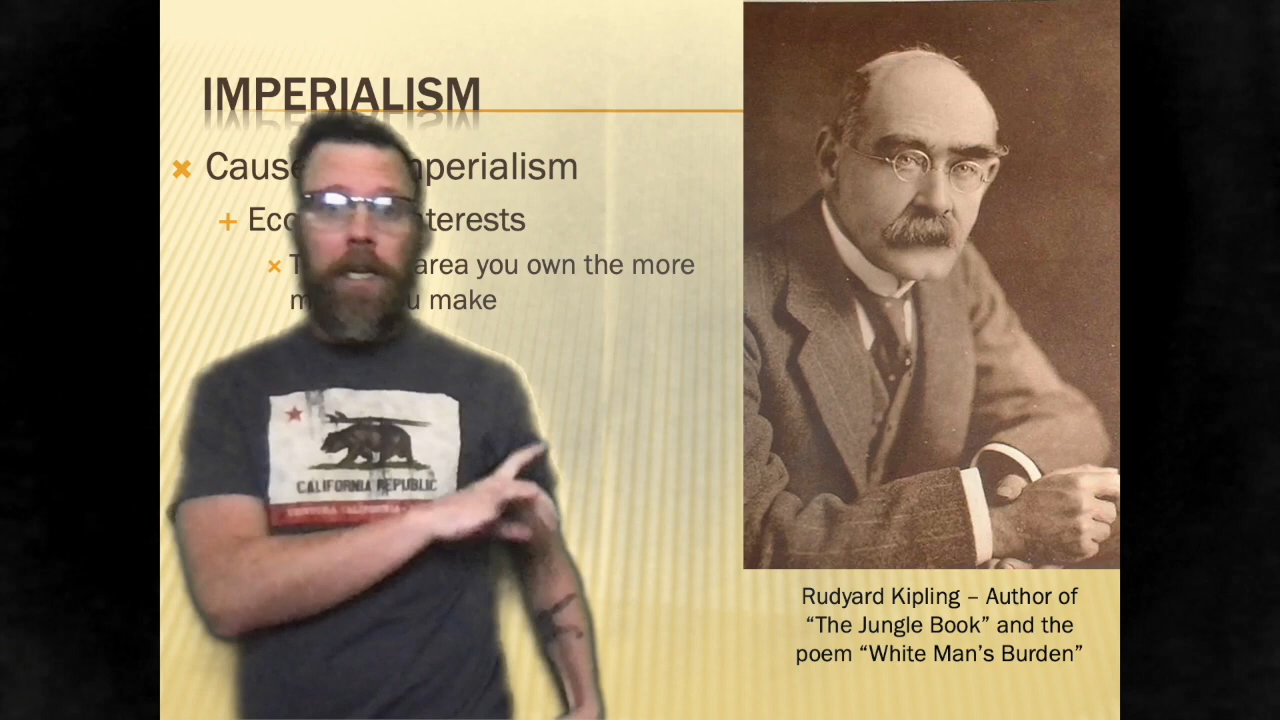 IMPERIALISM
Cause perialism
Eco terests
T area you own the more
m u make
CALIFORNIA REPUBLIC
Rudyard Kipling – Author of
“The Jungle Book” and the
poem “White Man’s Burden”